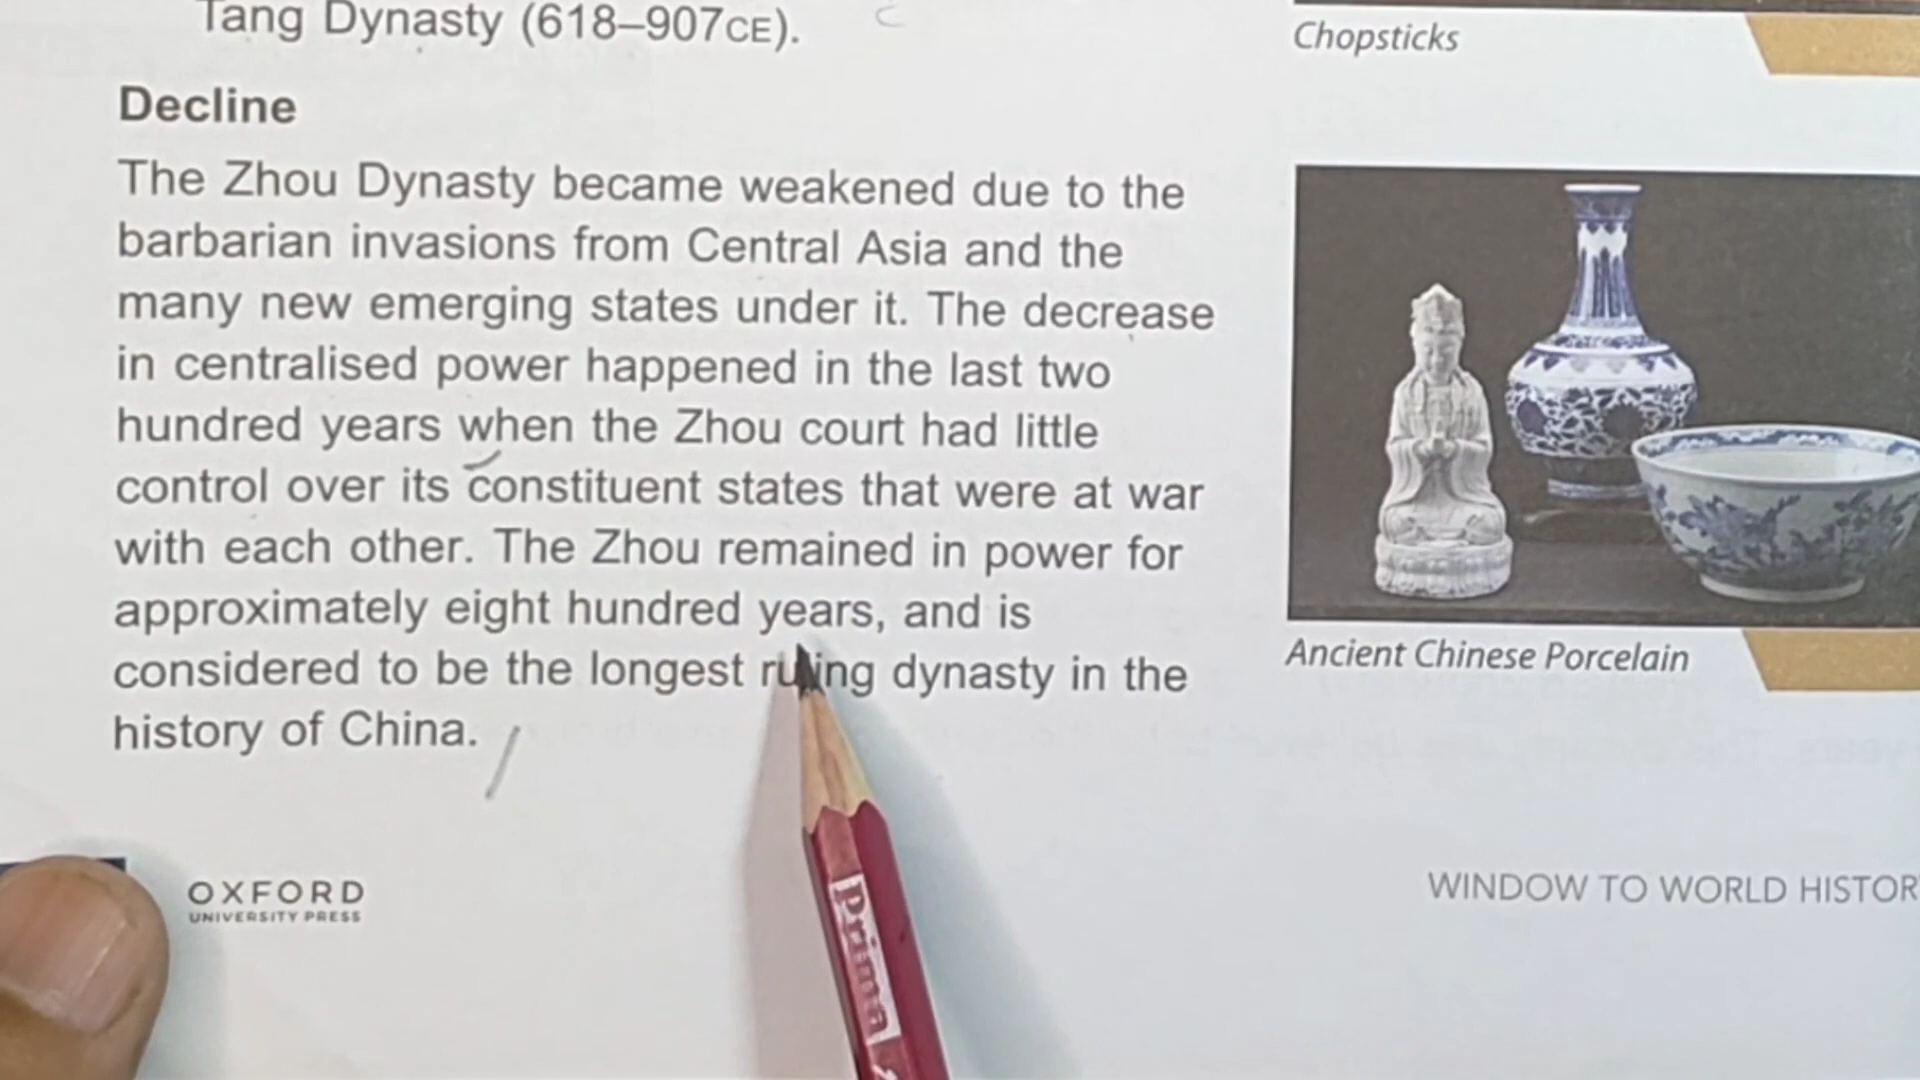 Tang Dynasty (618–907CE).
Decline
The Zhou Dynasty became weakened due to the
barbarian invasions from Central Asia and the
many new emerging states under it. The decrease
in centralised power happened in the last two
hundred years when the Zhou court had little
control over its constituent states that were at war
with each other. The Zhou remained in power for
approximately eight hundred years, and is
considered to be the longest ruling dynasty in the
history of China.
Chopsticks
Ancient Chinese Porcelain
OXFORD
UNIVERSITY PRESS
WINDOW TO WORLD HISTOR
Prima